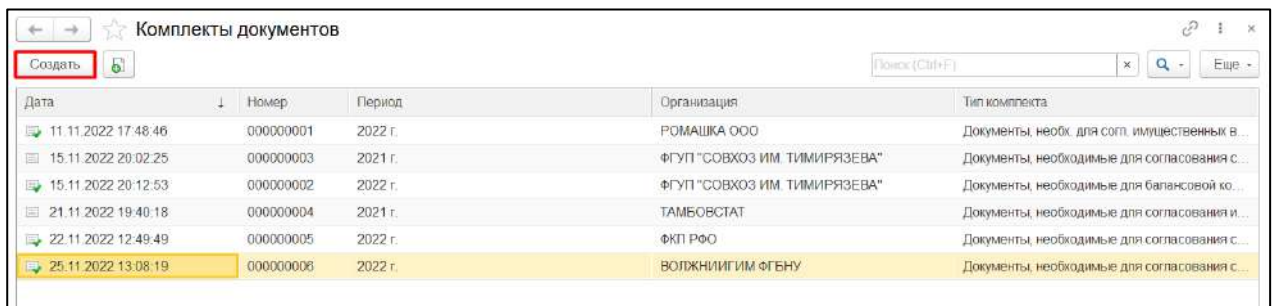 Комплекты документов
Создать Поиск (Ctrl+F) × Еще
Дата ↓ Номер Период Организация Тип комплекта
11.11.2022 17:48:46 000000001 2022 г. РОМАШКА ООО Документы, необх. для согл. имущественных в...
15.11.2022 20:02:25 000000003 2021 г. ФГУП "СОВХОЗ ИМ. ТИМИРЯЗЕВА" Документы, необходимые для согласования с...
15.11.2022 20:12:53 000000002 2022 г. ФГУП "СОВХОЗ ИМ. ТИМИРЯЗЕВА" Документы, необходимые для балансовой ко...
21.11.2022 19:40:18 000000004 2021 г. ТАМБОВСТАТ Документы, необходимые для согласования и...
22.11.2022 12:49:49 000000005 2022 г. ФКП РФО Документы, необходимые для согласования с...
25.11.2022 13:08:19 000000006 2022 г. ВОЛЖНИИГИМ ФГБНУ Документы, необходимые для согласования с...